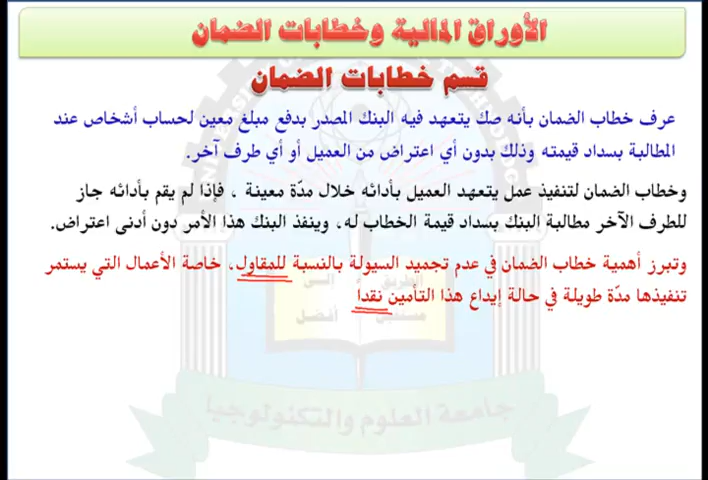 الأوراق المالية وخطابات الضمان
قسم خطابات الضمان
عرف خطاب الضمان بأنه صك يتعهد فيه البنك المصدر بدفع مبلغ معين لحساب أشخاص عند
المطالبة بسداد قيمته وذلك بدون أي اعتراض من العميل أو أي طرف آخر.
وخطاب الضمان لتنفيذ عمل يتعهد العميل بأدائه خلال مدّة معينة ، فإذا لم يقم بأدائه جاز
للطرف الآخر مطالبة البنك بسداد قيمة الخطاب له، وينفذ البنك هذا الأمر دون أدنى اعتراض.
وتبرز أهمية خطاب الضمان في عدم تجميد السيولة بالنسبة للمقاول، خاصة الأعمال التي يستمر
تنفيذها مدّة طويلة في حالة إيداع هذا التأمين نقدا
الطريق إلى
مستقبل أفضل
جامعة العلوم والتكنولوجيا